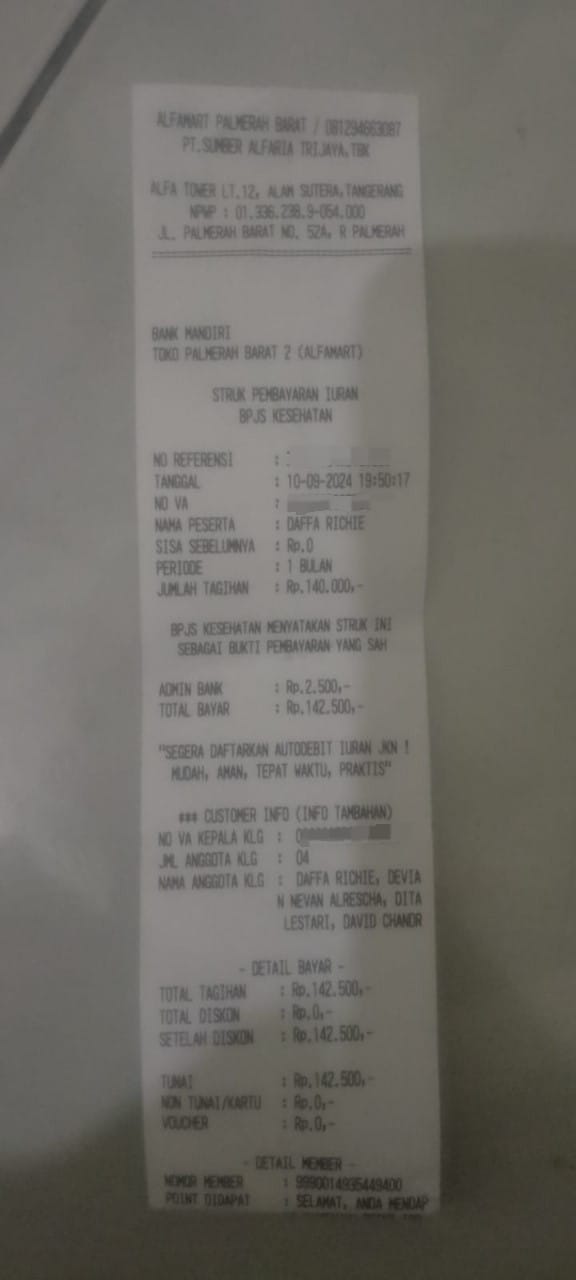 ALFAMART PALMERAH BARAT / 081294663087
PT.SUMBER ALFARIA TRIJAYA,TBK
ALFA TOWER LT.12, ALAM SUTERA,TANGERANG
NPWP : 01.336.238.9-054.000
JL. PALMERAH BARAT NO. 52A, R PALMERAH
BANK MANDIRI
TOKO PALMERAH BARAT 2 (ALFAMART)
STRUK PEMBAYARAN IURAN
BPJS KESEHATAN
NO REFERENSI :
TANGGAL : 10-09-2024 19:50:17
NO VA :
NAMA PESERTA : DAFFA RICHIE
SISA SEBELUMNYA : Rp.0
PERIODE : 1 BULAN
JUMLAH TAGIHAN : Rp.140.000,-
BPJS KESEHATAN MENYATAKAN STRUK INI
SEBAGAI BUKTI PEMBAYARAN YANG SAH
ADMIN BANK : Rp.2.500,-
TOTAL BAYAR : Rp.142.500,-
"SEGERA DAFTARKAN AUTODEBIT IURAN JKN !
MUDAH, AMAN, TEPAT WAKTU, PRAKTIS"
*** CUSTOMER INFO (INFO TAMBAHAN)
NO VA KEPALA KLG :
JML ANGGOTA KLG : 04
NAMA ANGGOTA KLG : DAFFA RICHIE, DEVIA
N NEVAN ALRESCHA, DITA
LESTARI, DAVID CHANDR
- DETAIL BAYAR -
TOTAL TAGIHAN : Rp.142.500,-
TOTAL DISKON : Rp.0,-
SETELAH DISKON : Rp.142.500,-
TUNAI : Rp.142.500,-
NON TUNAI/KARTU : Rp.0,-
VOUCHER : Rp.0,-
- DETAIL MEMBER -
NOMOR MEMBER : 9990014935449400
POINT DIDAPAT : SELAMAT, ANDA MENDAP